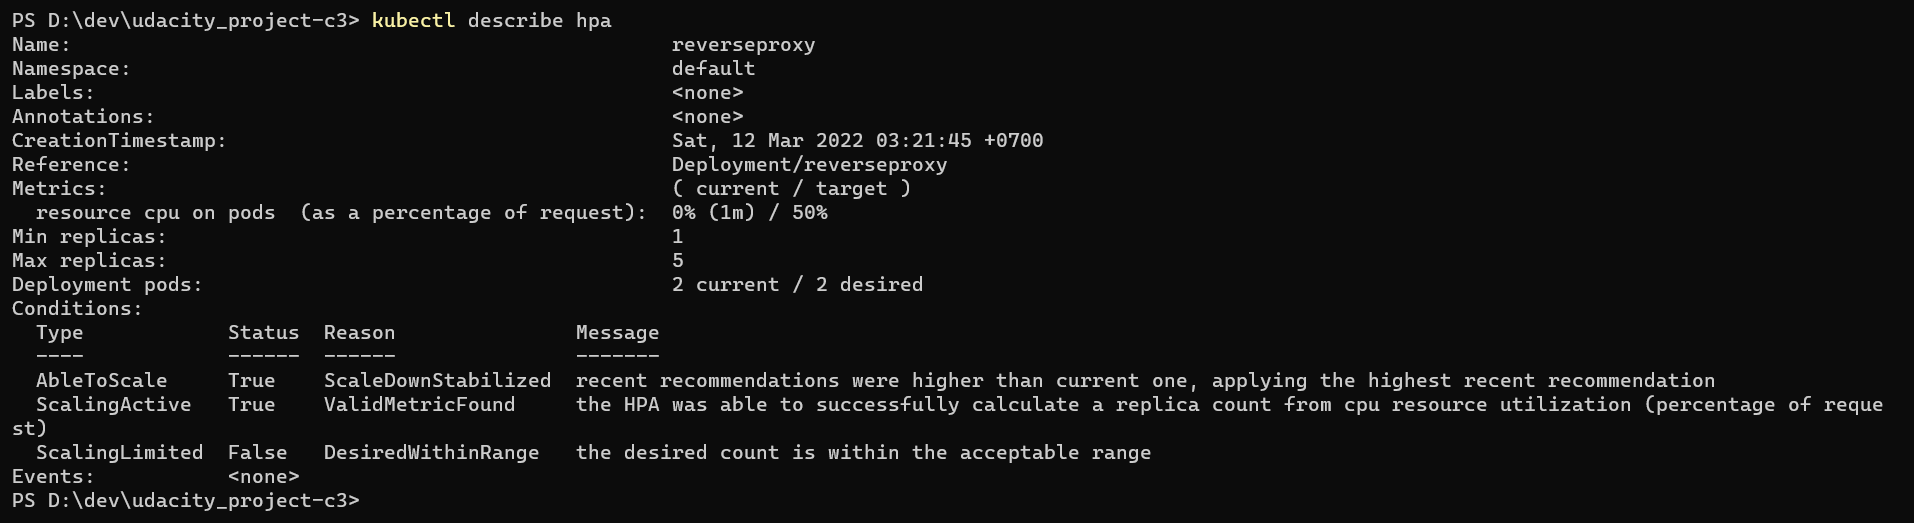 PS D:\dev\udacity_project-c3> kubectl describe hpa
Name:                                                  reverseproxy
Namespace:                                             default
Labels:                                                <none>
Annotations:                                           <none>
CreationTimestamp:                                     Sat, 12 Mar 2022 03:21:45 +0700
Reference:                                             Deployment/reverseproxy
Metrics:                                               ( current / target )
  resource cpu on pods  (as a percentage of request):  0% (1m) / 50%
Min replicas:                                          1
Max replicas:                                          5
Deployment pods:                                       2 current / 2 desired
Conditions:
  Type            Status  Reason               Message
  ----            ------  ------               -------
  AbleToScale     True    ScaleDownStabilized  recent recommendations were higher than current one, applying the highest recent recommendation
  ScalingActive   True    ValidMetricFound     the HPA was able to successfully calculate a replica count from cpu resource utilization (percentage of reque
st)
  ScalingLimited  False   DesiredWithinRange   the desired count is within the acceptable range
Events:           <none>
PS D:\dev\udacity_project-c3>